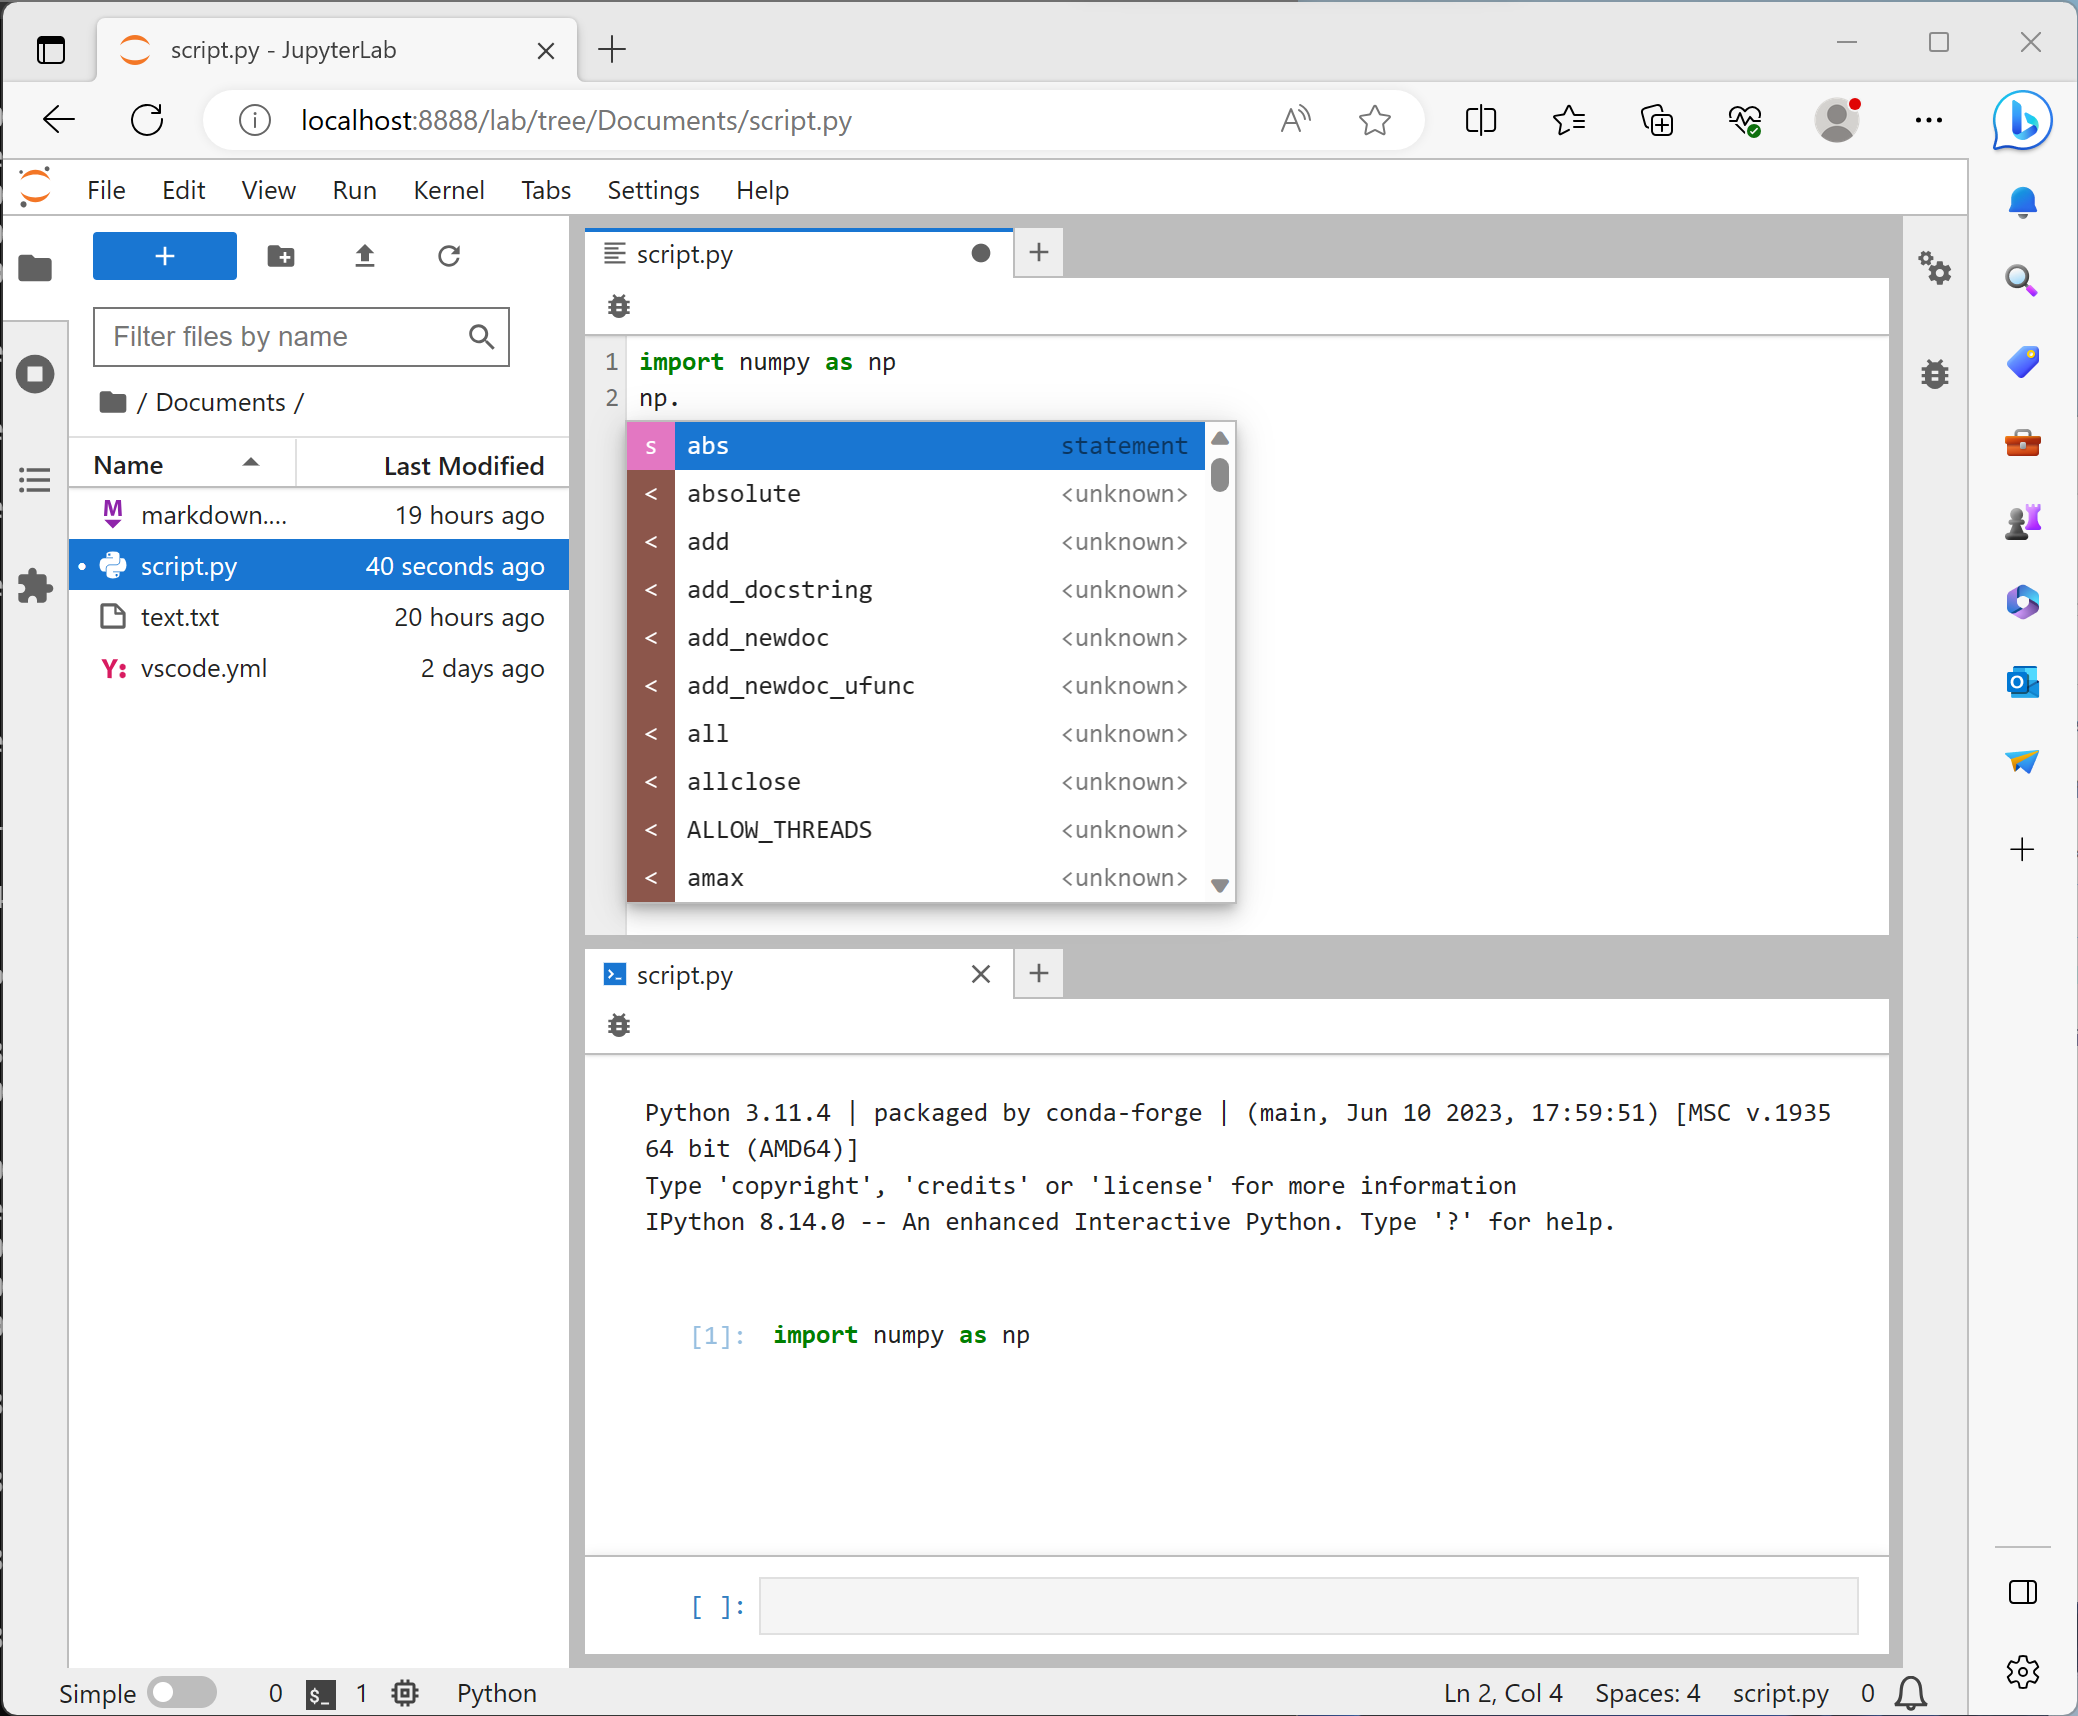 script.py - JupyterLab
localhost:8888/lab/tree/Documents/script.py
File Edit View Run Kernel Tabs Settings Help
Filter files by name
/ Documents /
Name Last Modified
markdown.... 19 hours ago
script.py 40 seconds ago
text.txt 20 hours ago
Y: vscode.yml 2 days ago
script.py
1 import numpy as np
2 np.
s abs statement
< absolute <unknown>
< add <unknown>
< add_docstring <unknown>
< add_newdoc <unknown>
< add_newdoc_ufunc <unknown>
< all <unknown>
< allclose <unknown>
< ALLOW_THREADS <unknown>
< amax <unknown>
script.py
Python 3.11.4 | packaged by conda-forge | (main, Jun 10 2023, 17:59:51) [MSC v.1935
64 bit (AMD64)]
Type 'copyright', 'credits' or 'license' for more information
IPython 8.14.0 -- An enhanced Interactive Python. Type '?' for help.
[1]: import numpy as np
[ ]:
Simple 0 $_ 1 Python Ln 2, Col 4 Spaces: 4 script.py 0